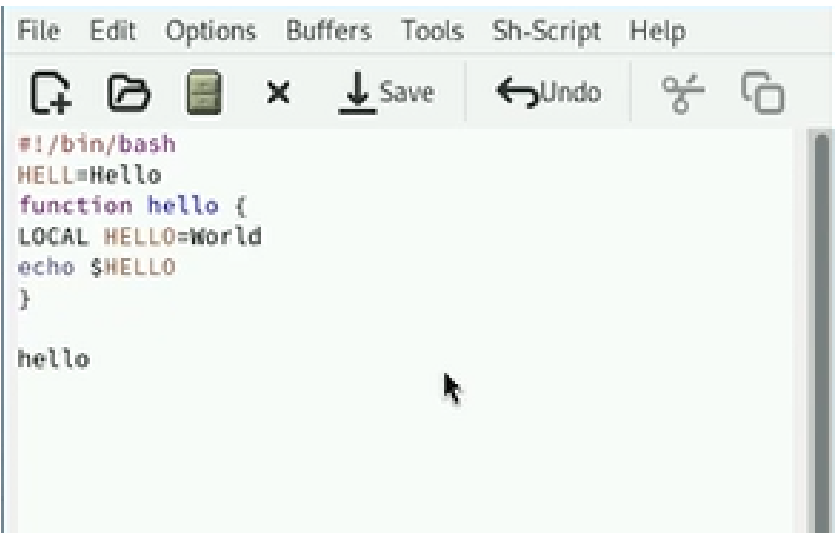 File Edit Options Buffers Tools Sh-Script Help
Save Undo
#!/bin/bash
HELL=Hello
function hello {
LOCAL HELLO=World
echo $HELLO
}
hello